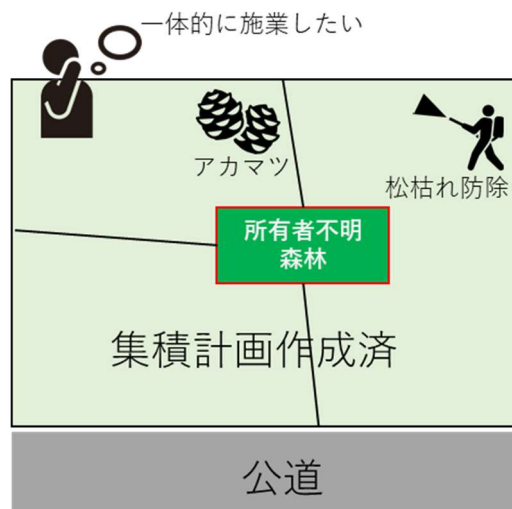 一体的に施業したい
アカマツ
松枯れ防除
所有者不明
森林
集積計画作成済
公道